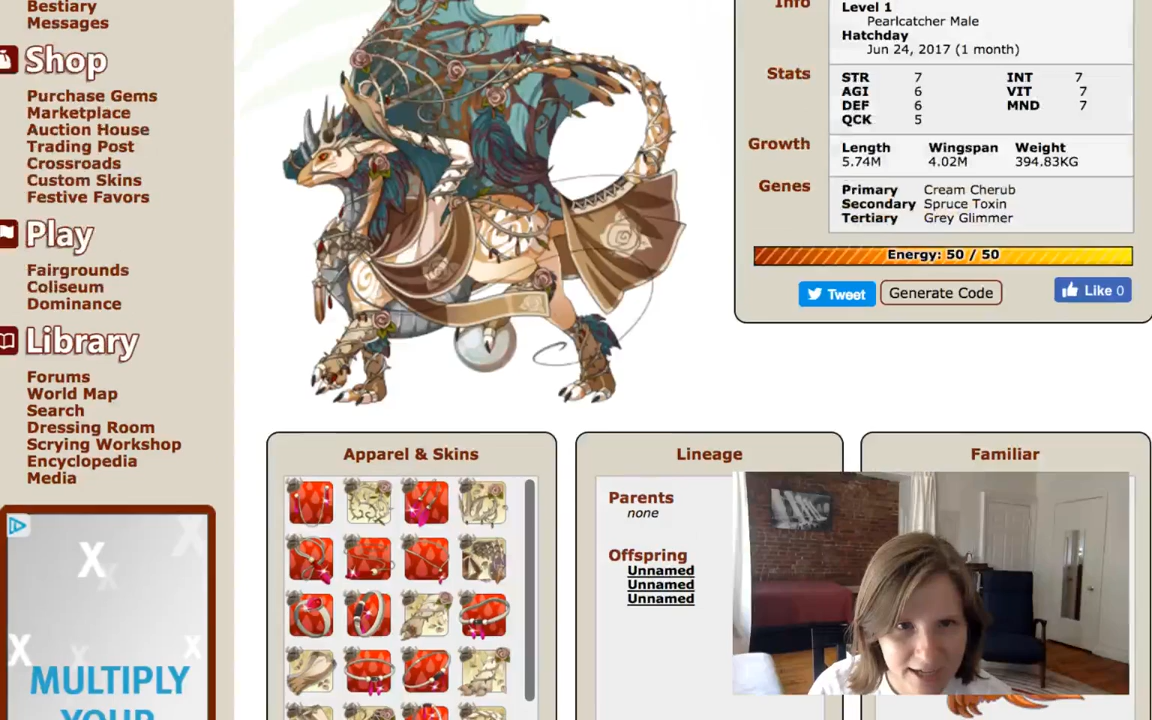 Bestiary
Messages
Shop
Purchase Gems
Marketplace
Auction House
Trading Post
Crossroads
Custom Skins
Festive Favors
Play
Fairgrounds
Coliseum
Dominance
Library
Forums
World Map
Search
Dressing Room
Scrying Workshop
Encyclopedia
Media
X
X
X
X
X
MULTIPLY
YOUR
Info
Level 1
Pearlcatcher Male
Hatchday
Jun 24, 2017 (1 month)
Stats
STR 7 INT 7
AGI 6 VIT 7
DEF 6 MND 7
QCK 5
Growth
Length Wingspan Weight
5.74M 4.02M 394.83KG
Genes
Primary Cream Cherub
Secondary Spruce Toxin
Tertiary Grey Glimmer
Energy: 50 / 50
Tweet Generate Code Like 0
Apparel & Skins
Lineage
Parents
none
Offspring
Unnamed
Unnamed
Unnamed
Familiar